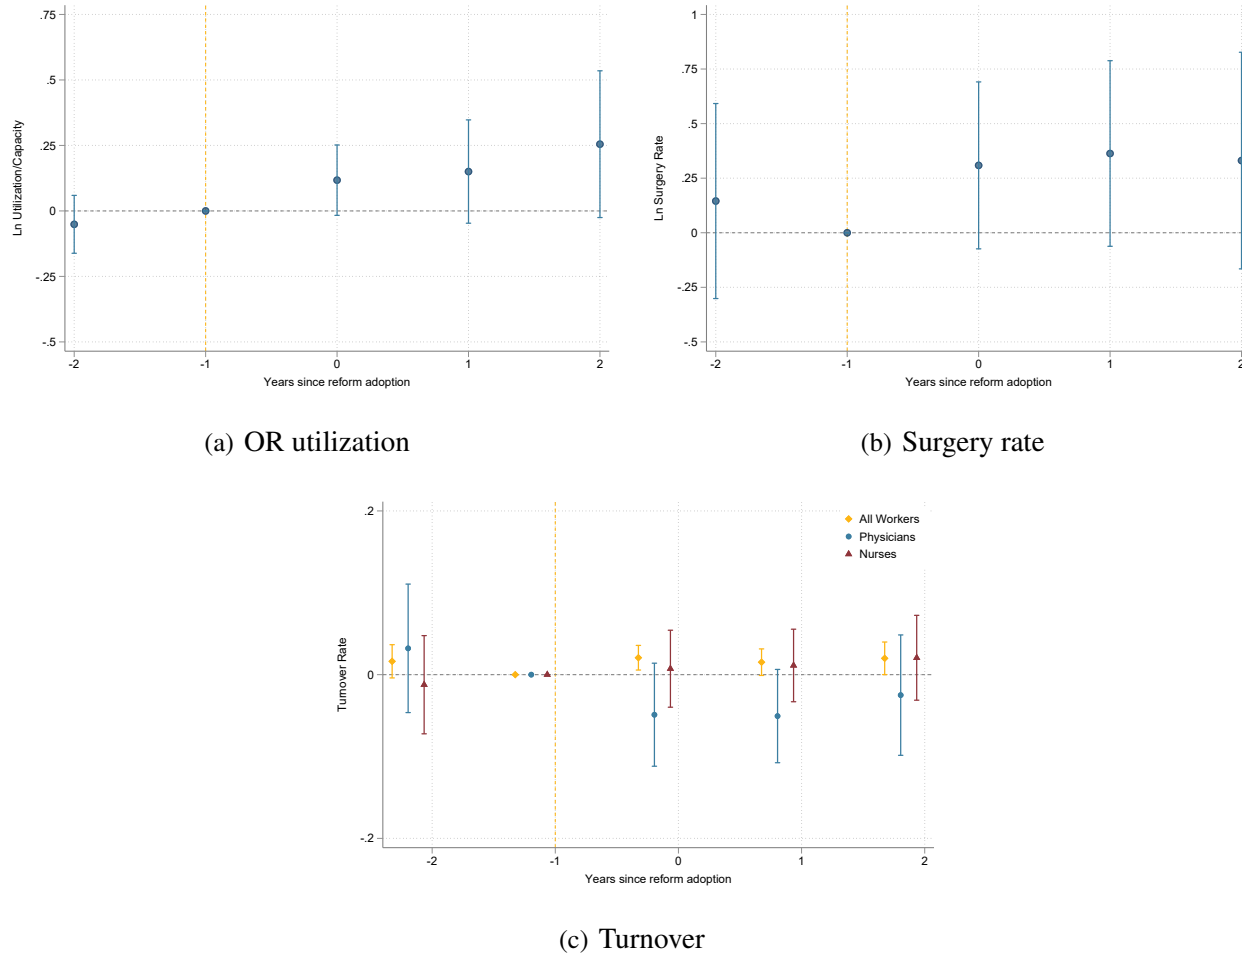 .75
.5
.25
0
-.25
-.5
Ln Utilization/Capacity
-2 -1 0 1 2
Years since reform adoption
(a) OR utilization
1
.75
.5
.25
0
-.25
-.5
Ln Surgery Rate
-2 -1 0 1 2
Years since reform adoption
(b) Surgery rate
.2
0
-.2
Turnover Rate
All Workers
Physicians
Nurses
-2 -1 0 1 2
Years since reform adoption
(c) Turnover